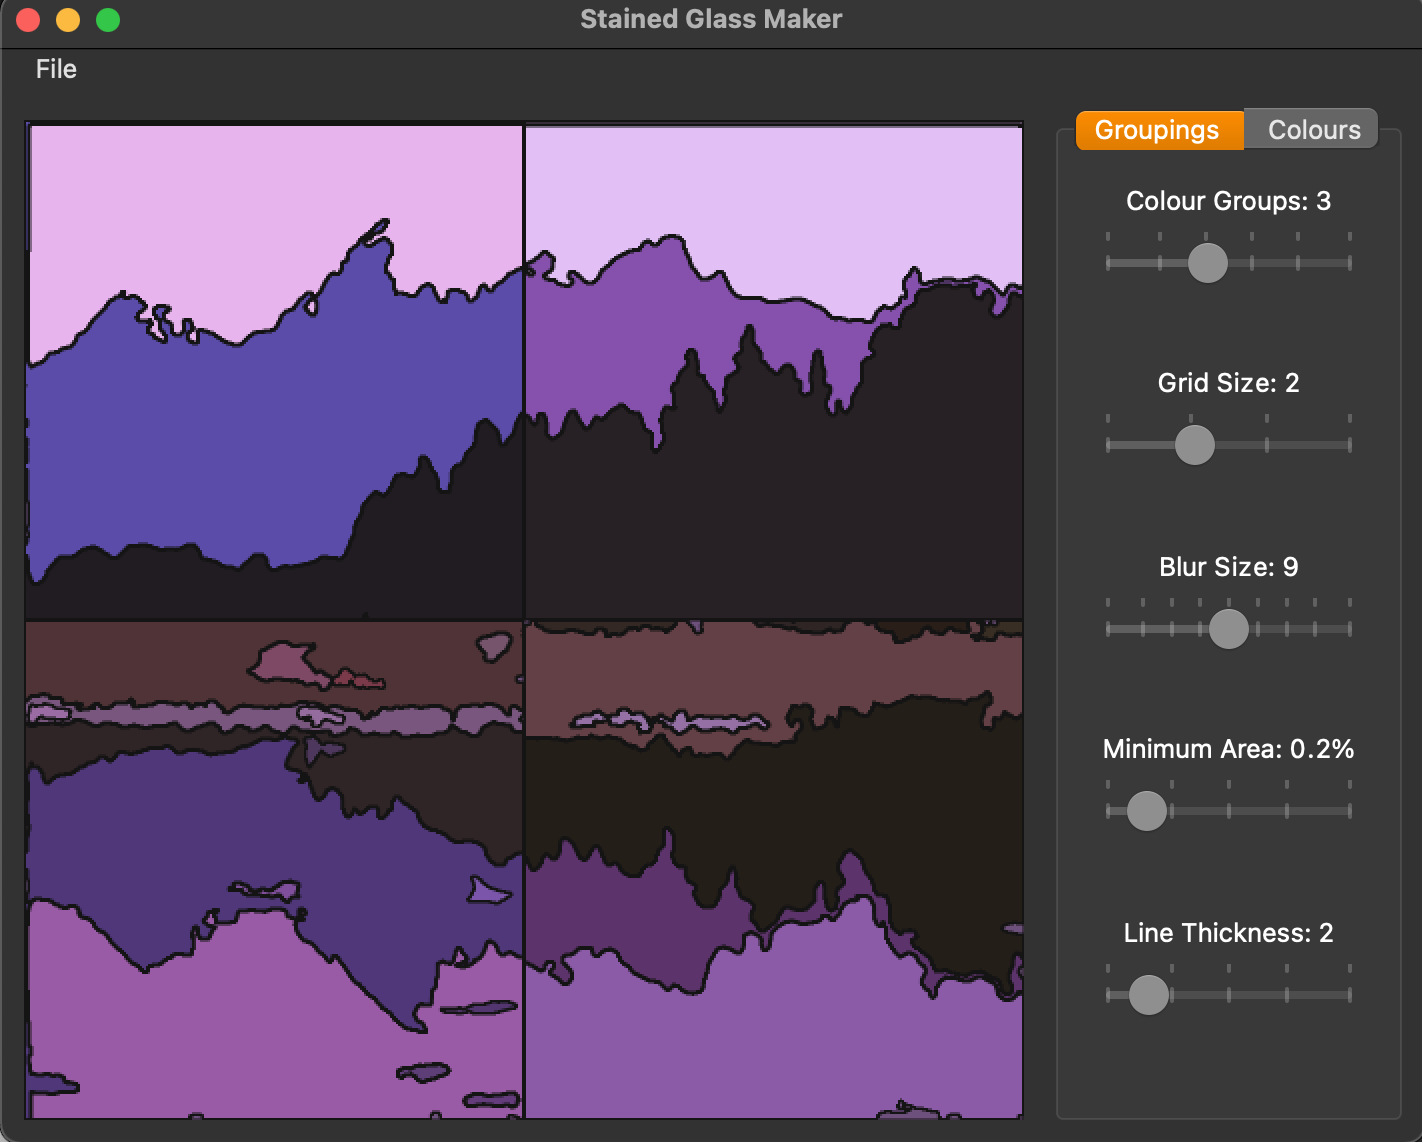 Stained Glass Maker
File
Groupings
Colours
Colour Groups: 3
Grid Size: 2
Blur Size: 9
Minimum Area: 0.2%
Line Thickness: 2